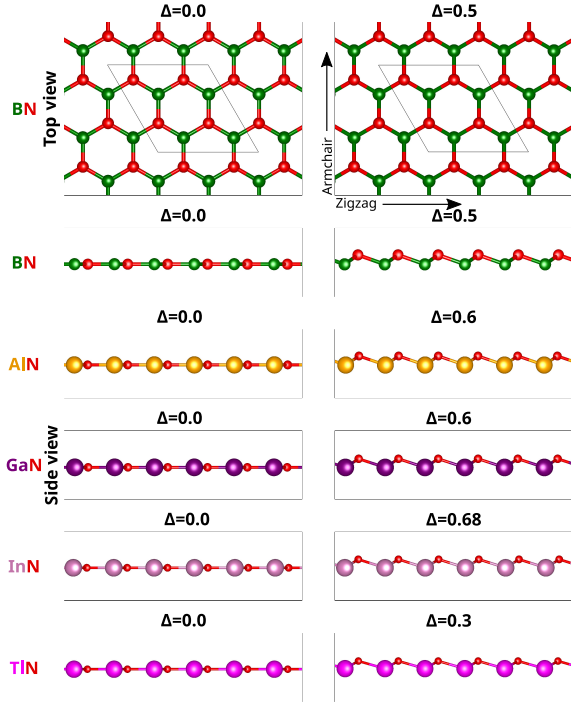 Δ=0.0
Δ=0.5
BN
Top view
Armchair
Zigzag
Δ=0.0
Δ=0.5
BN
Δ=0.0
Δ=0.6
AlN
Δ=0.0
Δ=0.6
GaN
Side view
Δ=0.0
Δ=0.68
InN
Δ=0.0
Δ=0.3
TlN